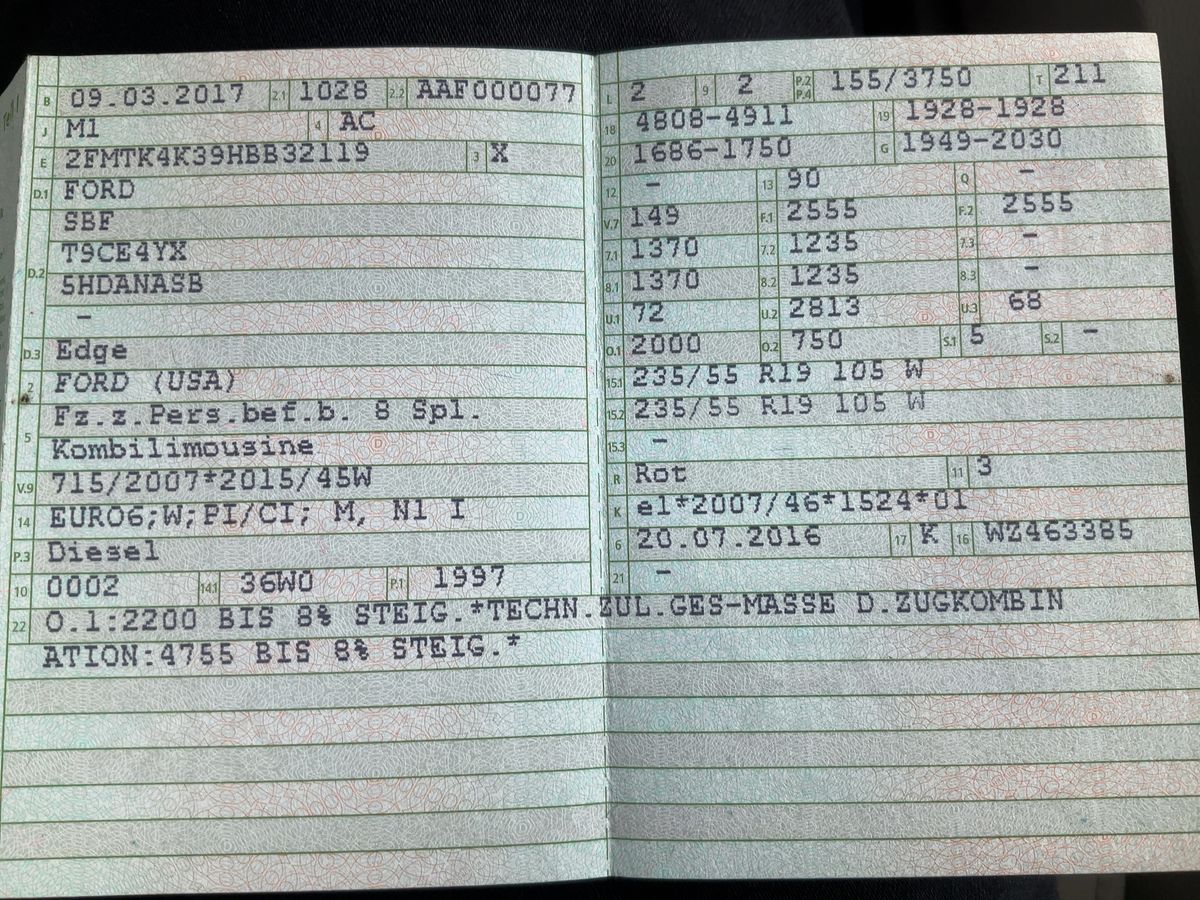 B 09.03.2017 2.1 1028 2.2 AAF000077
J M1 4 AC
E 2FMTK4K39HBB32119 3 X
D.1 FORD
SBF
T9CE4YX
D.2 5HDANASB
–
D.3 Edge
2 FORD (USA)
Fz.z.Pers.bef.b. 8 Spl.
5 Kombilimousine
V.9 715/2007*2015/45W
14 EURO6;W;PI/CI; M, N1 I
P.3 Diesel
10 0002 14.1 36W0 P.1 1997
L 2 9 2 P.2 P.4 155/3750 T 211
18 4808-4911 19 1928-1928
20 1686-1750 G 1949-2030
12 – 13 90 Q –
V.7 149 F.1 2555 F.2 2555
7.1 1370 7.2 1235 7.3 –
8.1 1370 8.2 1235 8.3 –
U.1 72 U.2 2813 U.3 68
O.1 2000 O.2 750 S.1 5 S.2 –
15.1 235/55 R19 105 W
15.2 235/55 R19 105 W
15.3 –
R Rot 11 3
K e1*2007/46*1524*01
6 20.07.2016 17 K 16 WZ463385
21 –
22 O.1:2200 BIS 8% STEIG.*TECHN.ZUL.GES-MASSE D.ZUGKOMBIN
ATION:4755 BIS 8% STEIG.*